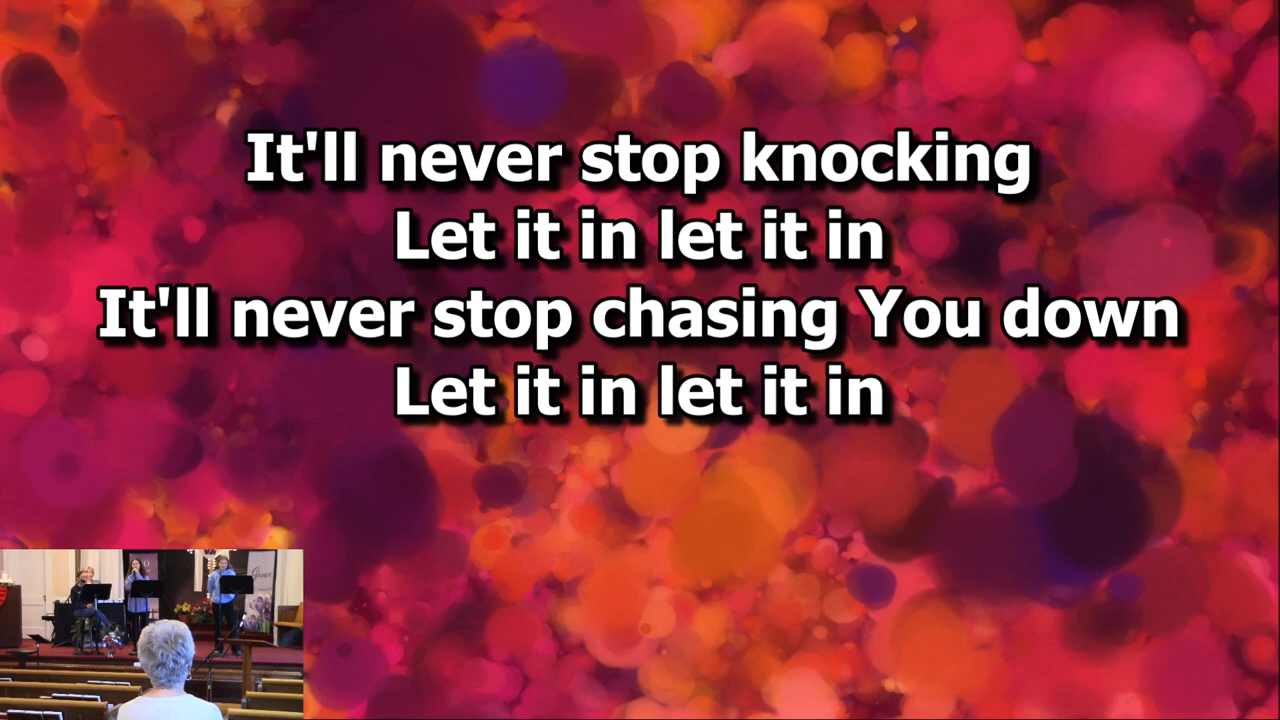 It'll never stop knocking
Let it in let it in
It'll never stop chasing You down
Let it in let it in
Grace